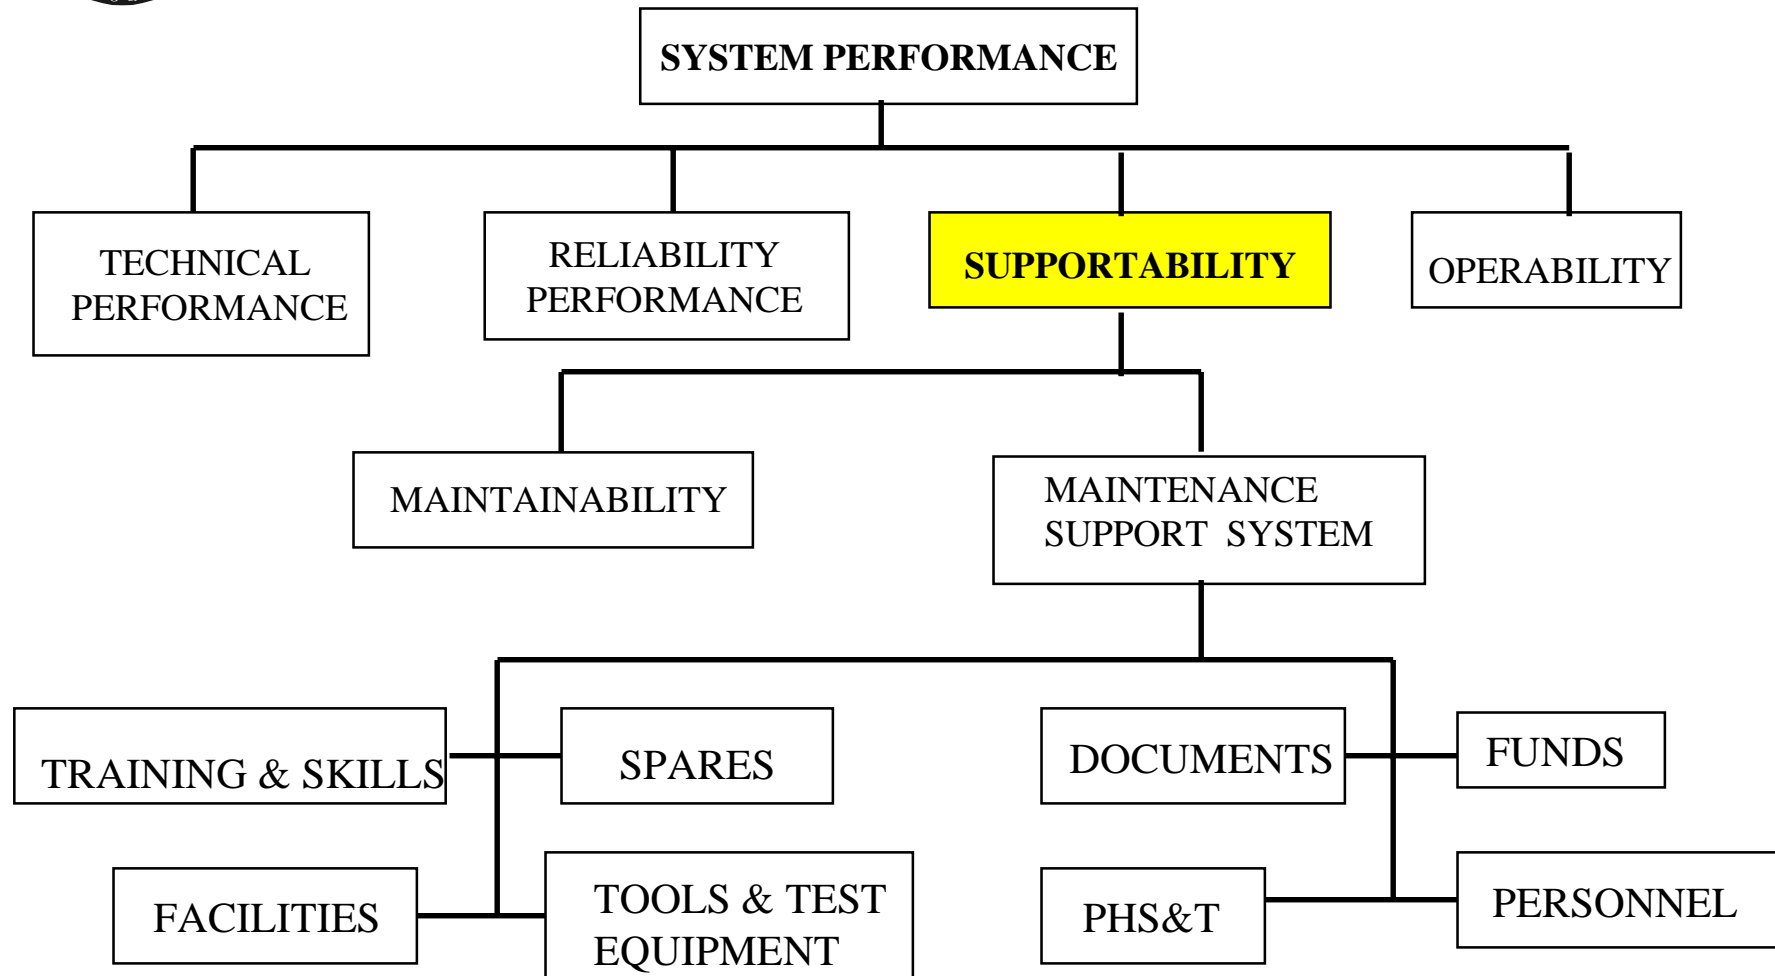 SYSTEM PERFORMANCE
TECHNICAL
PERFORMANCE
RELIABILITY
PERFORMANCE
SUPPORTABILITY
OPERABILITY
MAINTAINABILITY
MAINTENANCE
SUPPORT SYSTEM
TRAINING & SKILLS
SPARES
DOCUMENTS
FUNDS
FACILITIES
TOOLS & TEST
EQUIPMENT
PHS&T
PERSONNEL